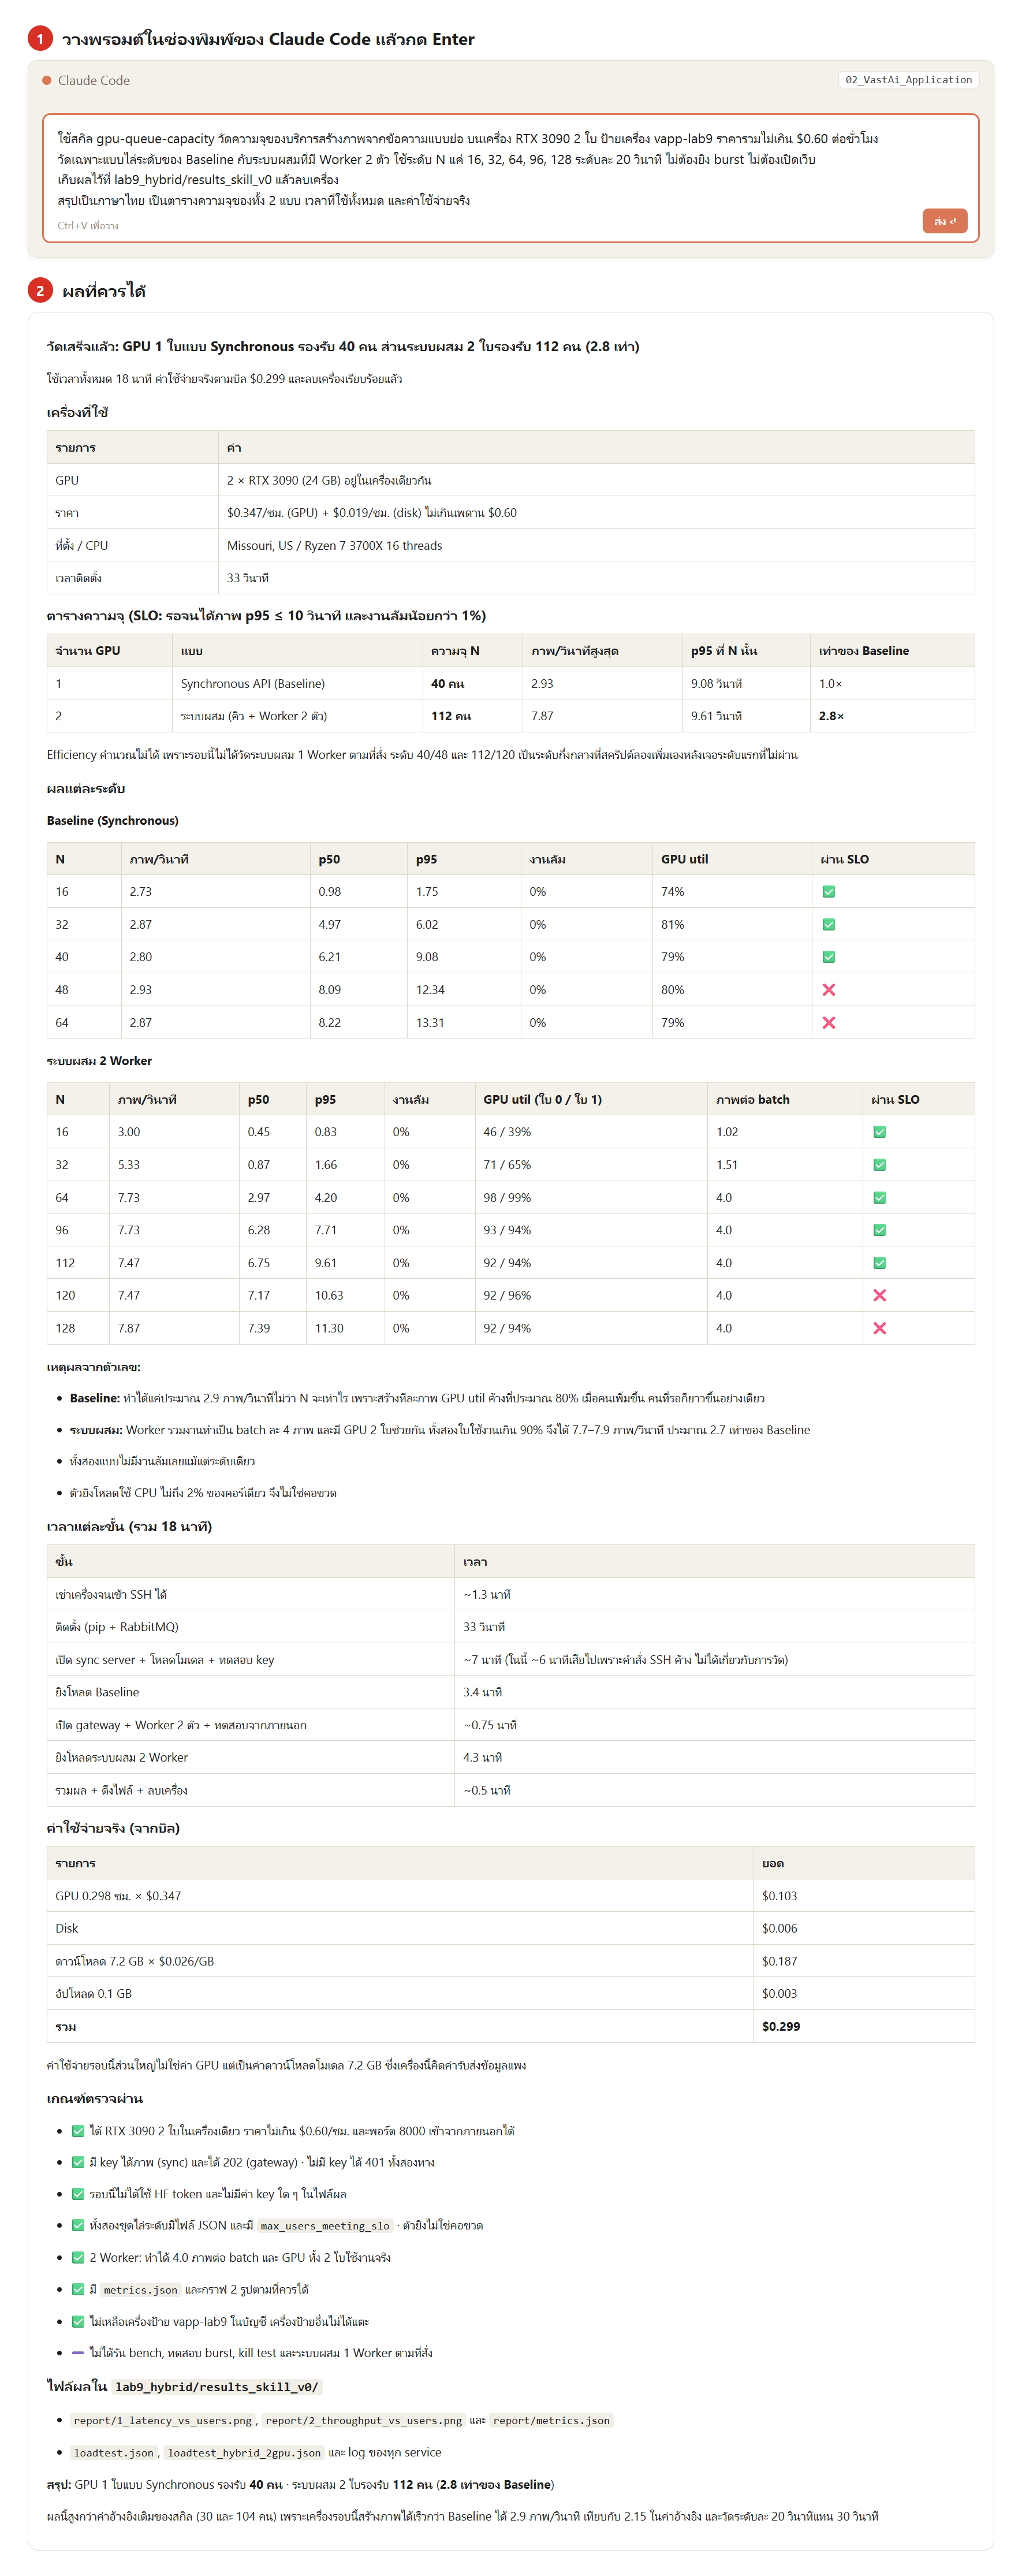 1 วางพรอมต์ในช่องพิมพ์ของ Claude Code แล้วกด Enter
Claude Code 02_VastAi_Application
ใช้สกิล gpu-queue-capacity วัดความจุของบริการสร้างภาพจากข้อความแบบย่อ บนเครื่อง RTX 3090 2 ใบ ป้ายเครื่อง vapp-lab9 ราคารวมไม่เกิน $0.60 ต่อชั่วโมง
วัดเฉพาะแบบไล่ระดับของ Baseline กับระบบผสมที่มี Worker 2 ตัว ใช้ระดับ N แค่ 16, 32, 64, 96, 128 ระดับละ 20 วินาที ไม่ต้องยิง burst ไม่ต้องเปิดเว็บ
เก็บผลไว้ที่ lab9_hybrid/results_skill_v0 แล้วลบเครื่อง
สรุปเป็นภาษาไทย เป็นตารางความจุของทั้ง 2 แบบ เวลาที่ใช้ทั้งหมด และค่าใช้จ่ายจริง
Ctrl+V เพื่อวาง
ส่ง ⏎
2 ผลที่ควรได้
วัดเสร็จแล้ว: GPU 1 ใบแบบ Synchronous รองรับ 40 คน ส่วนระบบผสม 2 ใบรองรับ 112 คน (2.8 เท่า)
ใช้เวลาทั้งหมด 18 นาที ค่าใช้จ่ายจริงตามบิล $0.299 และลบเครื่องเรียบร้อยแล้ว
เครื่องที่ใช้
รายการ ค่า
GPU 2 × RTX 3090 (24 GB) อยู่ในเครื่องเดียวกัน
ราคา $0.347/ชม. (GPU) + $0.019/ชม. (disk) ไม่เกินเพดาน $0.60
ที่ตั้ง / CPU Missouri, US / Ryzen 7 3700X 16 threads
เวลาติดตั้ง 33 วินาที
ตารางความจุ (SLO: รอจนได้ภาพ p95 ≤ 10 วินาที และงานล้มน้อยกว่า 1%)
จำนวน GPU แบบ ความจุ N ภาพ/วินาทีสูงสุด p95 ที่ N นั้น เท่าของ Baseline
1 Synchronous API (Baseline) 40 คน 2.93 9.08 วินาที 1.0×
2 ระบบผสม (คิว + Worker 2 ตัว) 112 คน 7.87 9.61 วินาที 2.8×
Efficiency คำนวณไม่ได้ เพราะรอบนี้ไม่ได้วัดระบบผสม 1 Worker ตามที่สั่ง ระดับ 40/48 และ 112/120 เป็นระดับกึ่งกลางที่สคริปต์ลองเพิ่มเองหลังเจอระดับแรกที่ไม่ผ่าน
ผลแต่ละระดับ
Baseline (Synchronous)
N ภาพ/วินาที p50 p95 งานล้ม GPU util ผ่าน SLO
16 2.73 0.98 1.75 0% 74% ✅
32 2.87 4.97 6.02 0% 81% ✅
40 2.80 6.21 9.08 0% 79% ✅
48 2.93 8.09 12.34 0% 80% ❌
64 2.87 8.22 13.31 0% 79% ❌
ระบบผสม 2 Worker
N ภาพ/วินาที p50 p95 งานล้ม GPU util (ใบ 0 / ใบ 1) ภาพต่อ batch ผ่าน SLO
16 3.00 0.45 0.83 0% 46 / 39% 1.02 ✅
32 5.33 0.87 1.66 0% 71 / 65% 1.51 ✅
64 7.73 2.97 4.20 0% 98 / 99% 4.0 ✅
96 7.73 6.28 7.71 0% 93 / 94% 4.0 ✅
112 7.47 6.75 9.61 0% 92 / 94% 4.0 ✅
120 7.47 7.17 10.63 0% 92 / 96% 4.0 ❌
128 7.87 7.39 11.30 0% 92 / 94% 4.0 ❌
เหตุผลจากตัวเลข:
• Baseline: ทำได้แค่ประมาณ 2.9 ภาพ/วินาทีไม่ว่า N จะเท่าไร เพราะสร้างทีละภาพ GPU util ค้างที่ประมาณ 80% เมื่อคนเพิ่มขึ้น คนที่รอก็ยาวขึ้นอย่างเดียว
• ระบบผสม: Worker รวมงานทำเป็น batch ละ 4 ภาพ และมี GPU 2 ใบช่วยกัน ทั้งสองใบใช้งานเกิน 90% จึงได้ 7.7–7.9 ภาพ/วินาที ประมาณ 2.7 เท่าของ Baseline
• ทั้งสองแบบไม่มีงานล้มเลยแม้แต่ระดับเดียว
• ตัวยิงโหลดใช้ CPU ไม่ถึง 2% ของคอร์เดียว จึงไม่ใช่คอขวด
เวลาแต่ละขั้น (รวม 18 นาที)
ขั้น เวลา
เช่าเครื่องจนเข้า SSH ได้ ~1.3 นาที
ติดตั้ง (pip + RabbitMQ) 33 วินาที
เปิด sync server + โหลดโมเดล + ทดสอบ key ~7 นาที (ในนี้ ~6 นาทีเสียไปเพราะคำสั่ง SSH ค้าง ไม่ได้เกี่ยวกับการวัด)
ยิงโหลด Baseline 3.4 นาที
เปิด gateway + Worker 2 ตัว + ทดสอบจากภายนอก ~0.75 นาที
ยิงโหลดระบบผสม 2 Worker 4.3 นาที
รวมผล + ดึงไฟล์ + ลบเครื่อง ~0.5 นาที
ค่าใช้จ่ายจริง (จากบิล)
รายการ ยอด
GPU 0.298 ชม. × $0.347 $0.103
Disk $0.006
ดาวน์โหลด 7.2 GB × $0.026/GB $0.187
อัปโหลด 0.1 GB $0.003
รวม $0.299
ค่าใช้จ่ายรอบนี้ส่วนใหญ่ไม่ใช่ค่า GPU แต่เป็นค่าดาวน์โหลดโมเดล 7.2 GB ซึ่งเครื่องนี้คิดค่ารับส่งข้อมูลแพง
เกณฑ์ตรวจผ่าน
• ✅ ได้ RTX 3090 2 ใบในเครื่องเดียว ราคาไม่เกิน $0.60/ชม. และพอร์ต 8000 เข้าจากภายนอกได้
• ✅ มี key ได้ภาพ (sync) และได้ 202 (gateway) · ไม่มี key ได้ 401 ทั้งสองทาง
• ✅ รอบนี้ไม่ได้ใช้ HF token และไม่มีค่า key ใด ๆ ในไฟล์ผล
• ✅ ทั้งสองชุดไล่ระดับมีไฟล์ JSON และมี max_users_meeting_slo · ตัวยิงไม่ใช่คอขวด
• ✅ 2 Worker: ทำได้ 4.0 ภาพต่อ batch และ GPU ทั้ง 2 ใบใช้งานจริง
• ✅ มี metrics.json และกราฟ 2 รูปตามที่ควรได้
• ✅ ไม่เหลือเครื่องป้าย vapp-lab9 ในบัญชี เครื่องป้ายอื่นไม่ได้แตะ
• ➖ ไม่ได้รัน bench, ทดสอบ burst, kill test และระบบผสม 1 Worker ตามที่สั่ง
ไฟล์ผลใน lab9_hybrid/results_skill_v0/
• report/1_latency_vs_users.png, report/2_throughput_vs_users.png และ report/metrics.json
• loadtest.json, loadtest_hybrid_2gpu.json และ log ของทุก service
สรุป: GPU 1 ใบแบบ Synchronous รองรับ 40 คน · ระบบผสม 2 ใบรองรับ 112 คน (2.8 เท่าของ Baseline)
ผลนี้สูงกว่าค่าอ้างอิงเดิมของสกิล (30 และ 104 คน) เพราะเครื่องรอบนี้สร้างภาพได้เร็วกว่า Baseline ได้ 2.9 ภาพ/วินาที เทียบกับ 2.15 ในค่าอ้างอิง และวัดระดับละ 20 วินาทีแทน 30 วินาที